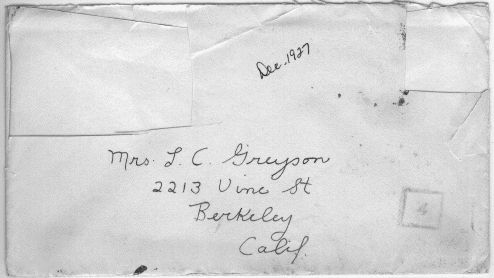 Dec. 1927
Mrs. L. C. Greyson
2213 Vine St
Berkeley
Calif.
4